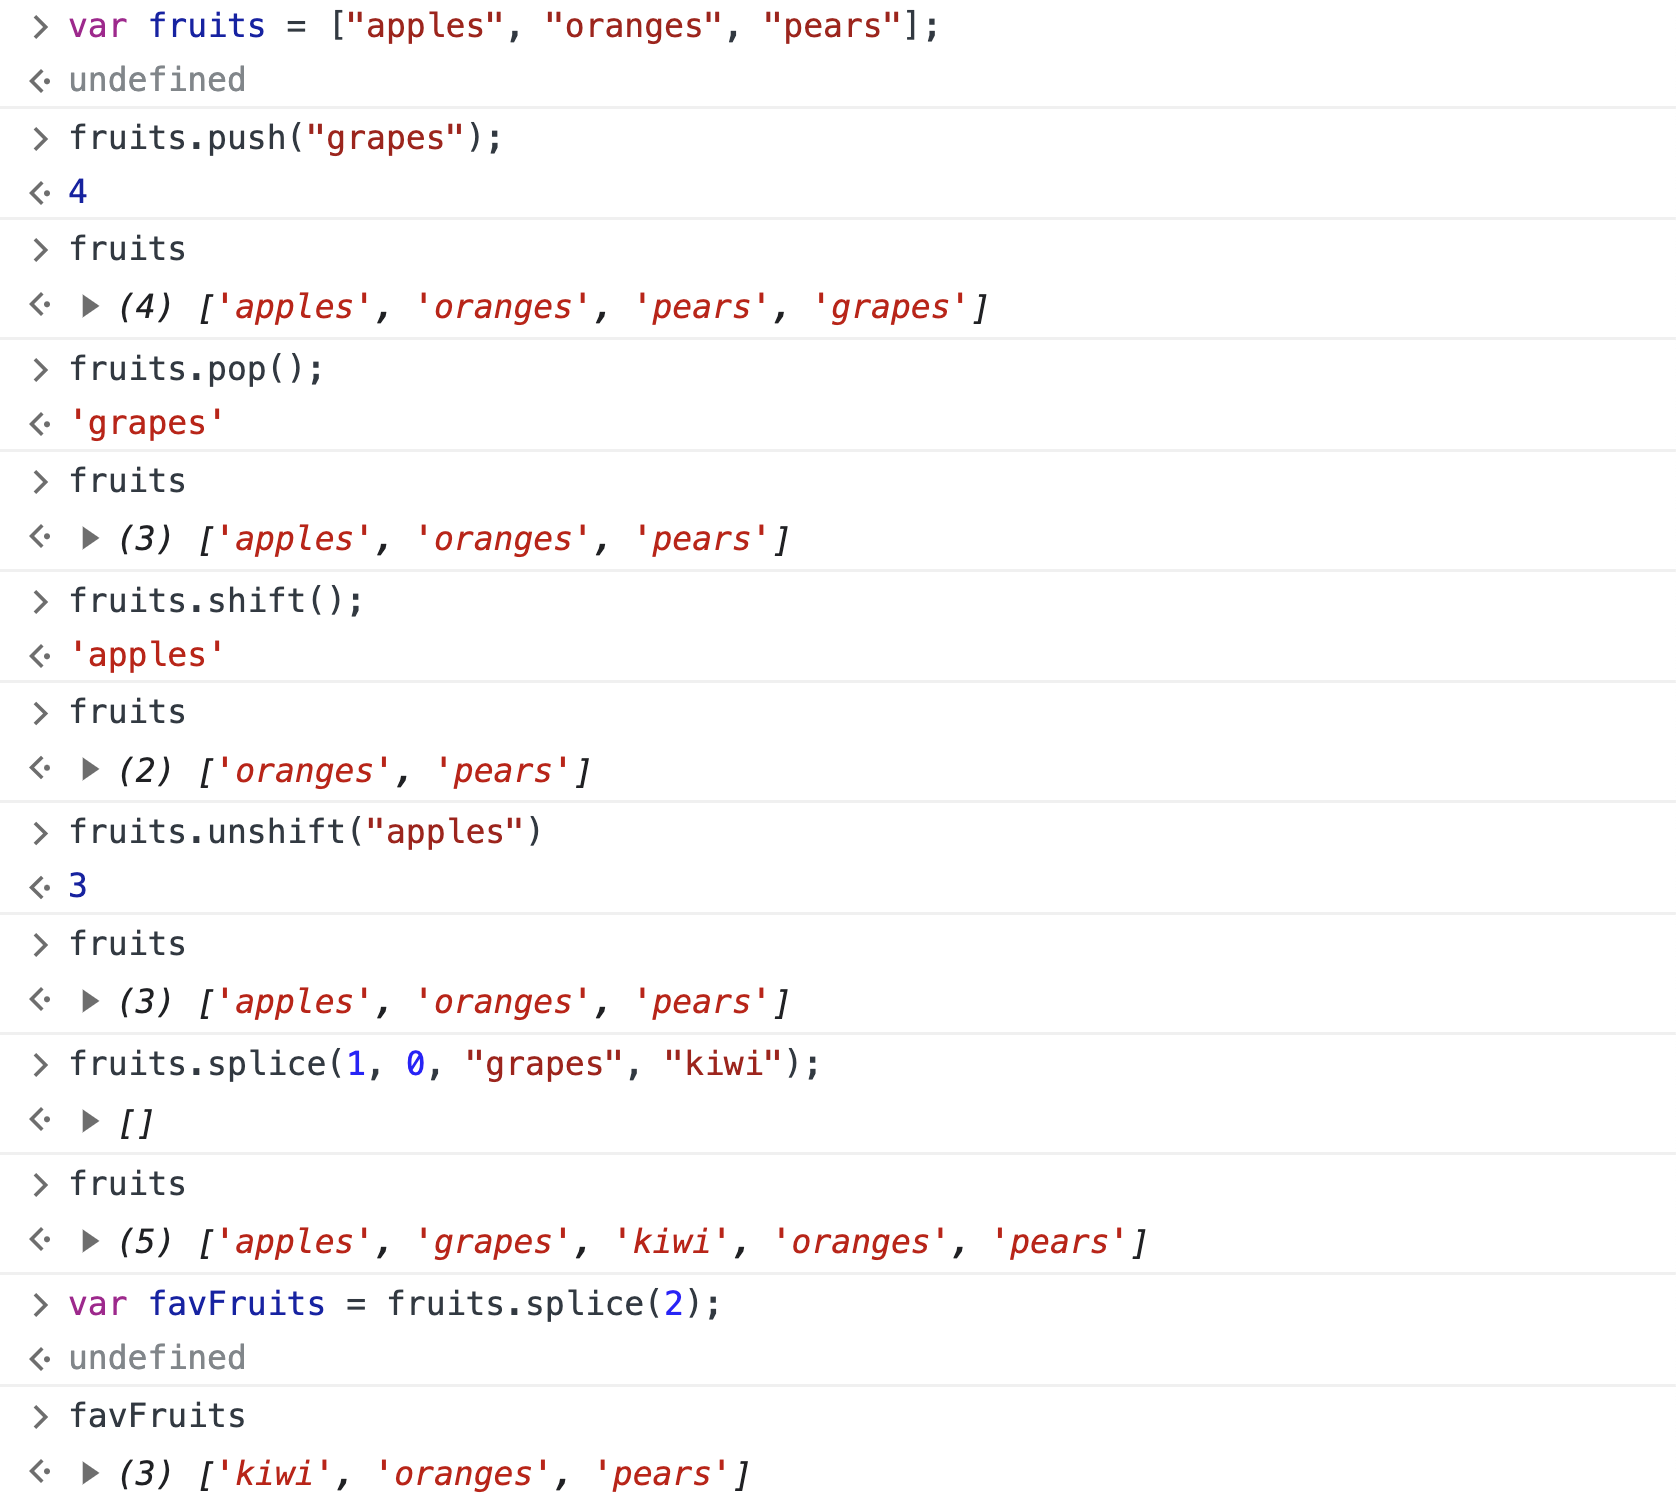 var fruits = ["apples", "oranges", "pears"];
undefined
fruits.push("grapes");
4
fruits
(4) ['apples', 'oranges', 'pears', 'grapes']
fruits.pop();
'grapes'
fruits
(3) ['apples', 'oranges', 'pears']
fruits.shift();
'apples'
fruits
(2) ['oranges', 'pears']
fruits.unshift("apples")
3
fruits
(3) ['apples', 'oranges', 'pears']
fruits.splice(1, 0, "grapes", "kiwi");
[]
fruits
(5) ['apples', 'grapes', 'kiwi', 'oranges', 'pears']
var favFruits = fruits.splice(2);
undefined
favFruits
(3) ['kiwi', 'oranges', 'pears']